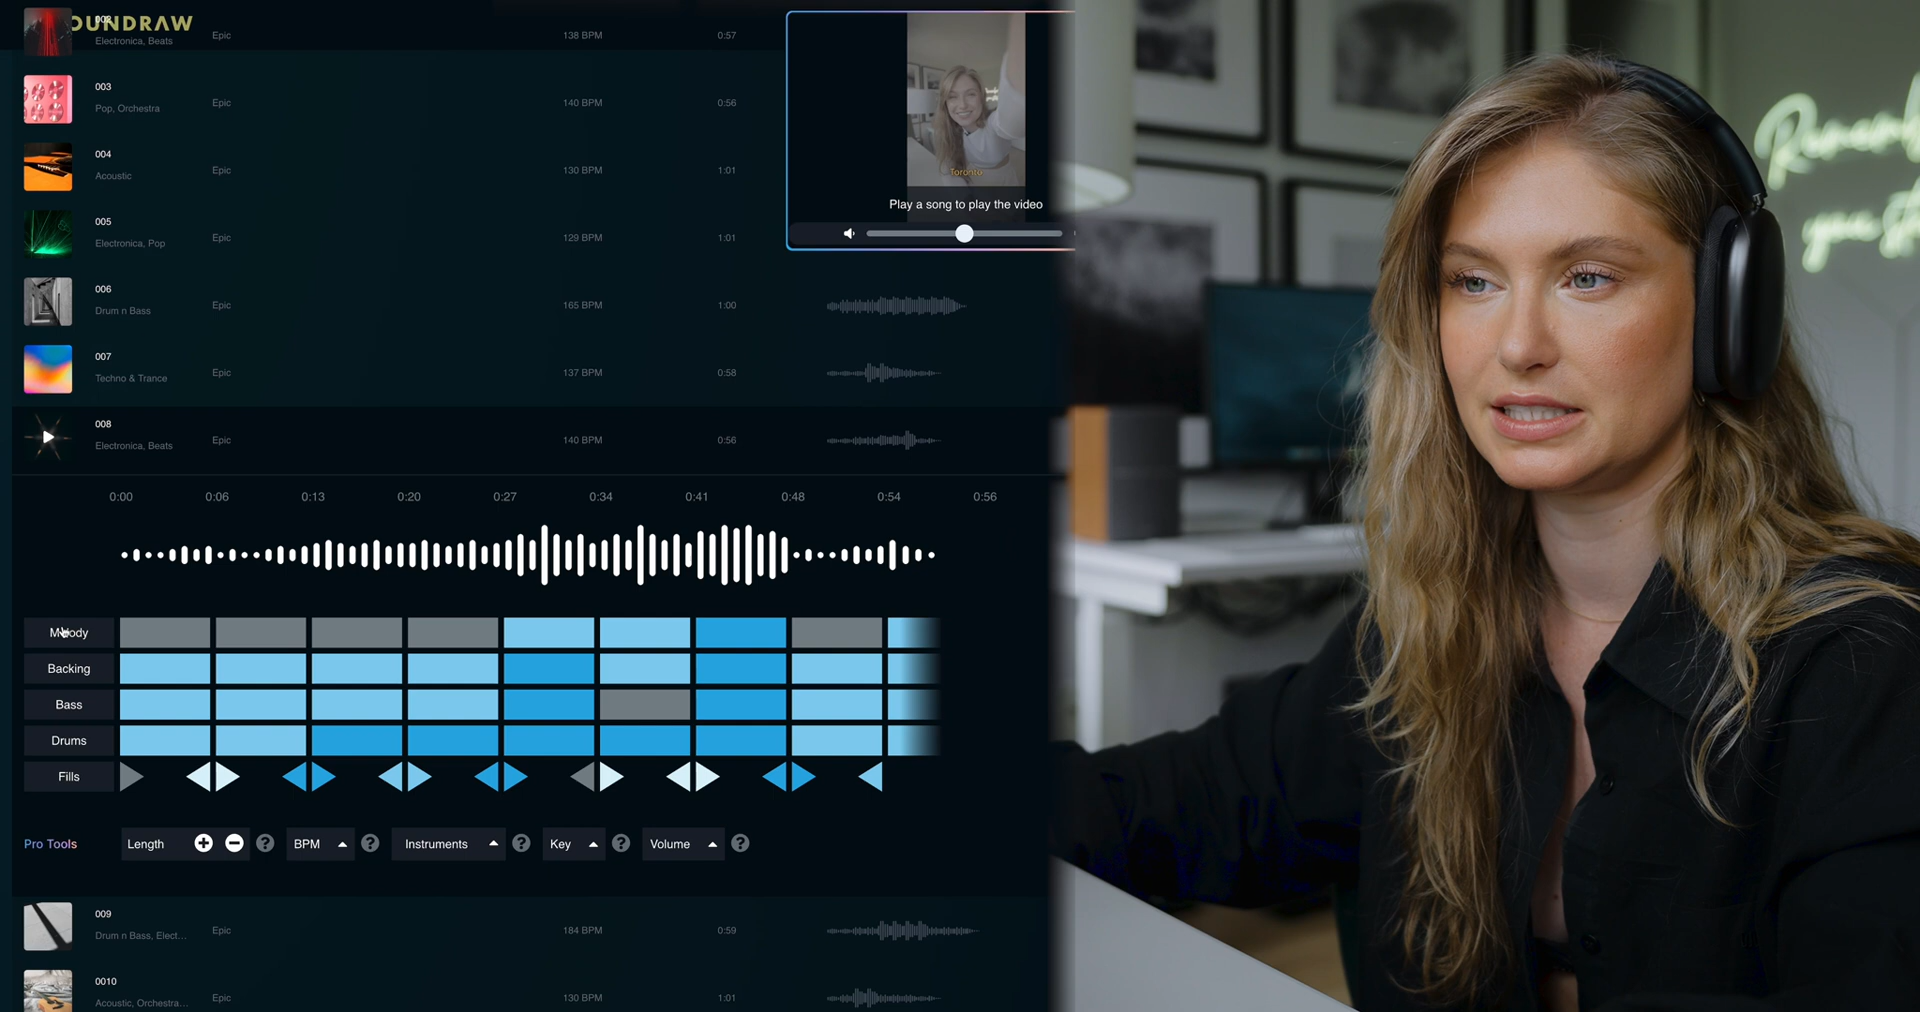 OUNDRAW
002
Electronica, Beats
Epic
138 BPM
0:57
003
Pop, Orchestra
Epic
140 BPM
0:56
004
Acoustic
Epic
130 BPM
1:01
005
Electronica, Pop
Epic
129 BPM
1:01
Toronto
Play a song to play the video
006
Drum n Bass
Epic
165 BPM
1:00
007
Techno & Trance
Epic
137 BPM
0:58
008
Electronica, Beats
Epic
140 BPM
0:56
0:00 0:06 0:13 0:20 0:27 0:34 0:41 0:48 0:54 0:56
Backing
Bass
Drums
Fills
Pro Tools
Length
?
BPM
?
Instruments
?
Key
?
Volume
?
009
Drum n Bass, Elect...
Epic
184 BPM
0:59
0010
Acoustic, Orchestra...
Epic
130 BPM
1:01
you